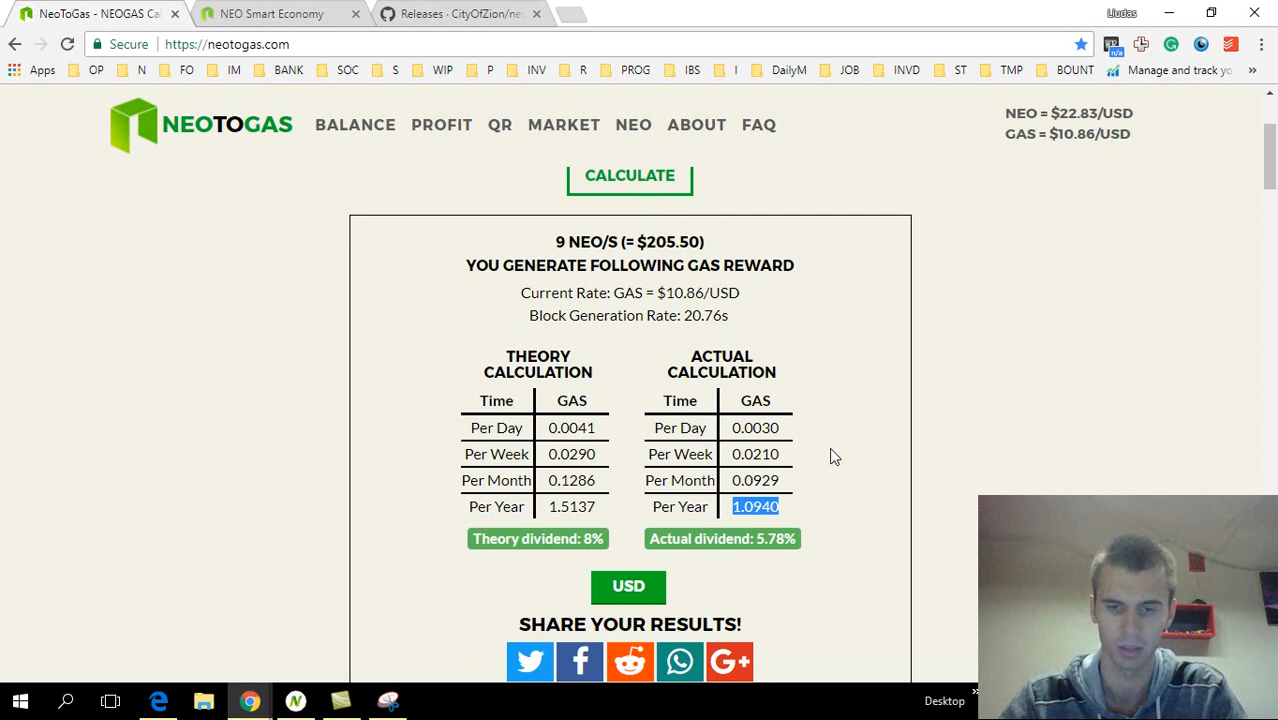 NeoToGas - NEOGAS Cal
NEO Smart Economy
Releases · CityOfZion/ne
Liudas
Secure
https://neotogas.com
n/a
Apps
OP
N
FO
IM
BANK
SOC
S
WIP
P
INV
R
PROG
IBS
I
DailyM
JOB
INVD
ST
TMP
BOUNT
Manage and track yo
NEOTOGAS
BALANCE
PROFIT
QR
MARKET
NEO
ABOUT
FAQ
NEO = $22.83/USD
GAS = $10.86/USD
CALCULATE
9 NEO/S (= $205.50)
YOU GENERATE FOLLOWING GAS REWARD
Current Rate: GAS = $10.86/USD
Block Generation Rate: 20.76s
THEORY
CALCULATION
Time GAS
Per Day 0.0041
Per Week 0.0290
Per Month 0.1286
Per Year 1.5137
Theory dividend: 8%
ACTUAL
CALCULATION
Time GAS
Per Day 0.0030
Per Week 0.0210
Per Month 0.0929
Per Year 1.0940
Actual dividend: 5.78%
USD
SHARE YOUR RESULTS!
G+
Desktop